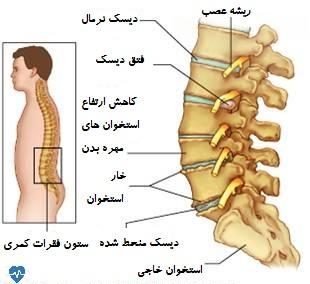 ریشه عصب
دیسک نرمال
فتق دیسک
کاهش ارتفاع
استخوان های
مهره بدن
خار
استخوان
دیسک منحط شده
ستون فقرات کمری
استخوان خاجی